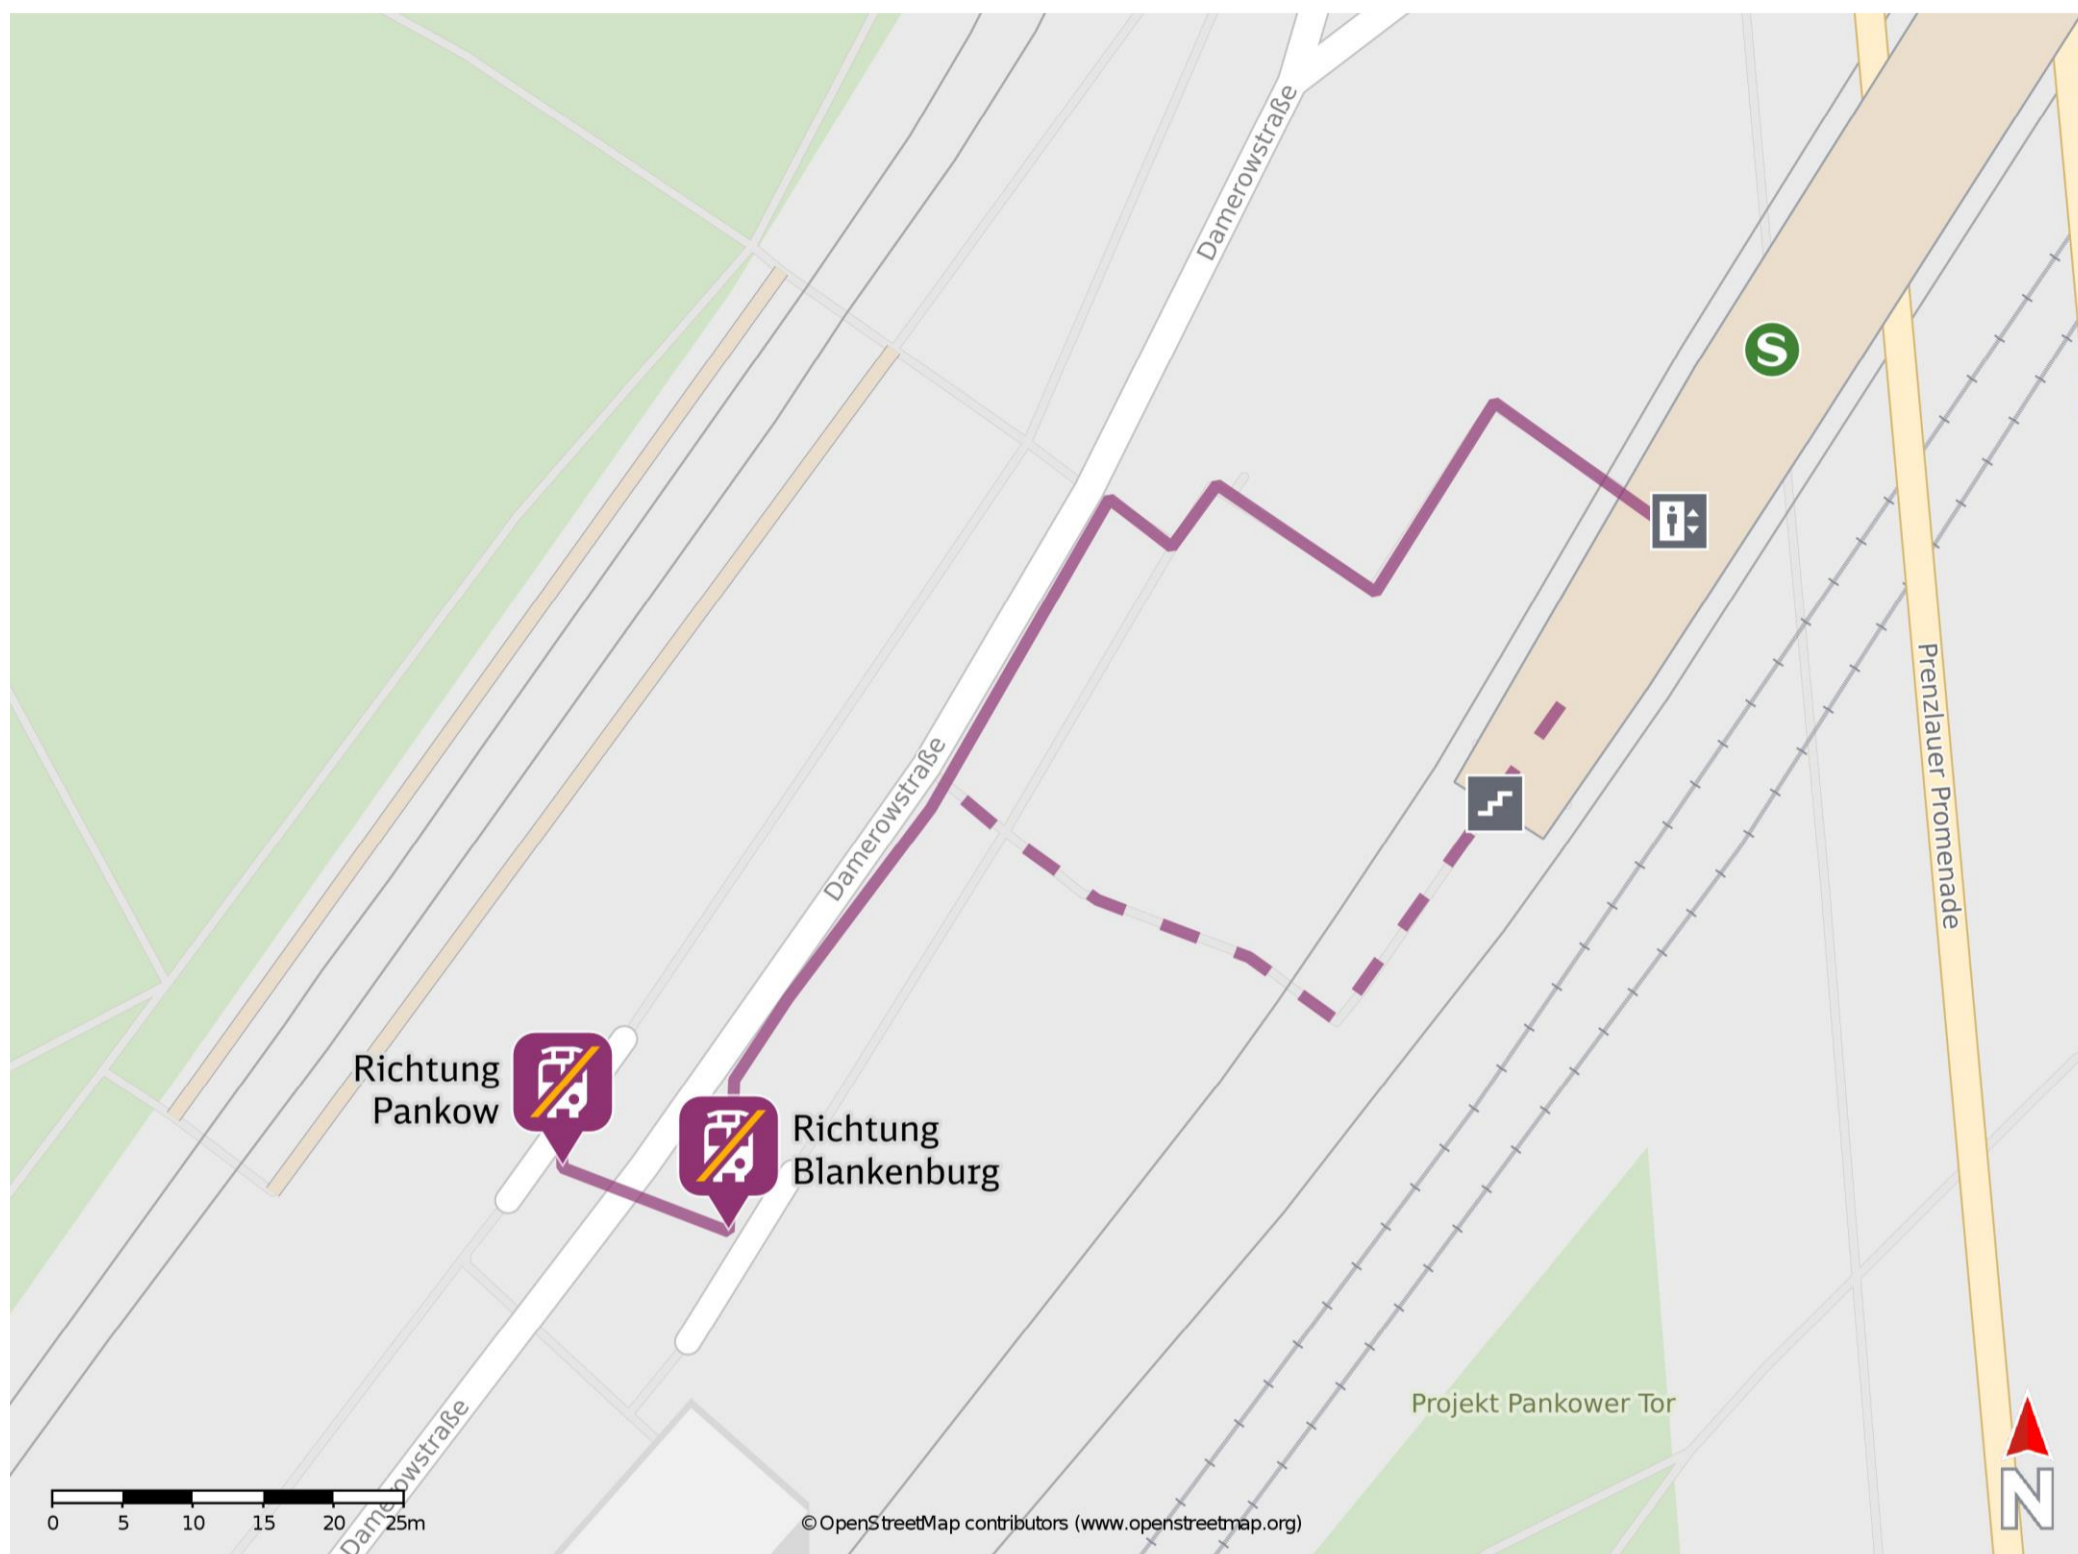 Damerowstraße
S
Prenzlauer Promenade
Damerowstraße
Richtung
Pankow
Richtung
Blankenburg
Projekt Pankower Tor
Damerowstraße
0 5 10 15 20 25m
© OpenStreetMap contributors (www.openstreetmap.org)
N